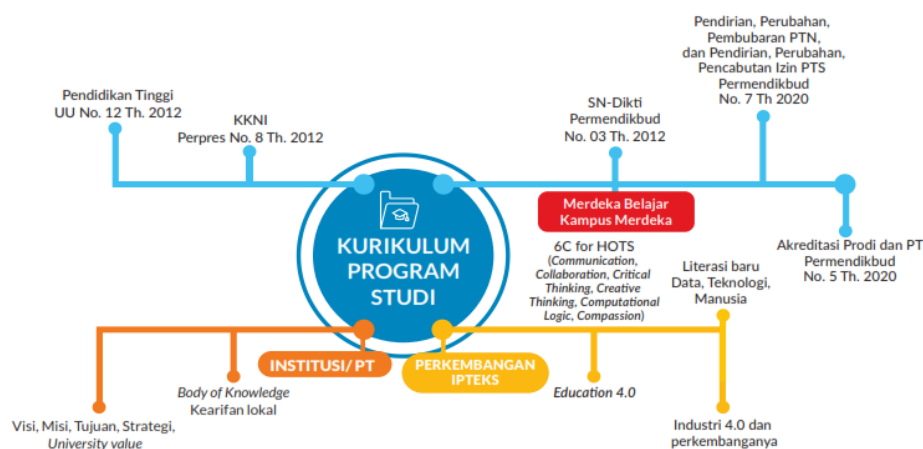 Pendidikan Tinggi
UU No. 12 Th. 2012
KKNI
Perpres No. 8 Th. 2012
SN-Dikti
Permendikbud
No. 03 Th. 2012
Pendirian, Perubahan,
Pembubaran PTN,
dan Pendirian, Perubahan,
Pencabutan Izin PTS
Permendikbud
No. 7 Th 2020
Merdeka Belajar
Kampus Merdeka
Akreditasi Prodi dan PT
Permendikbud
No. 5 Th. 2020
KURIKULUM
PROGRAM
STUDI
6C for HOTS
(Communication,
Collaboration, Critical
Thinking, Creative
Thinking, Computational
Logic, Compassion)
Literasi baru
Data, Teknologi,
Manusia
INSTITUSI/ PT
PERKEMBANGAN
IPTEKS
Visi, Misi, Tujuan, Strategi,
University value
Body of Knowledge
Kearifan lokal
Education 4.0
Industri 4.0 dan
perkembanganya